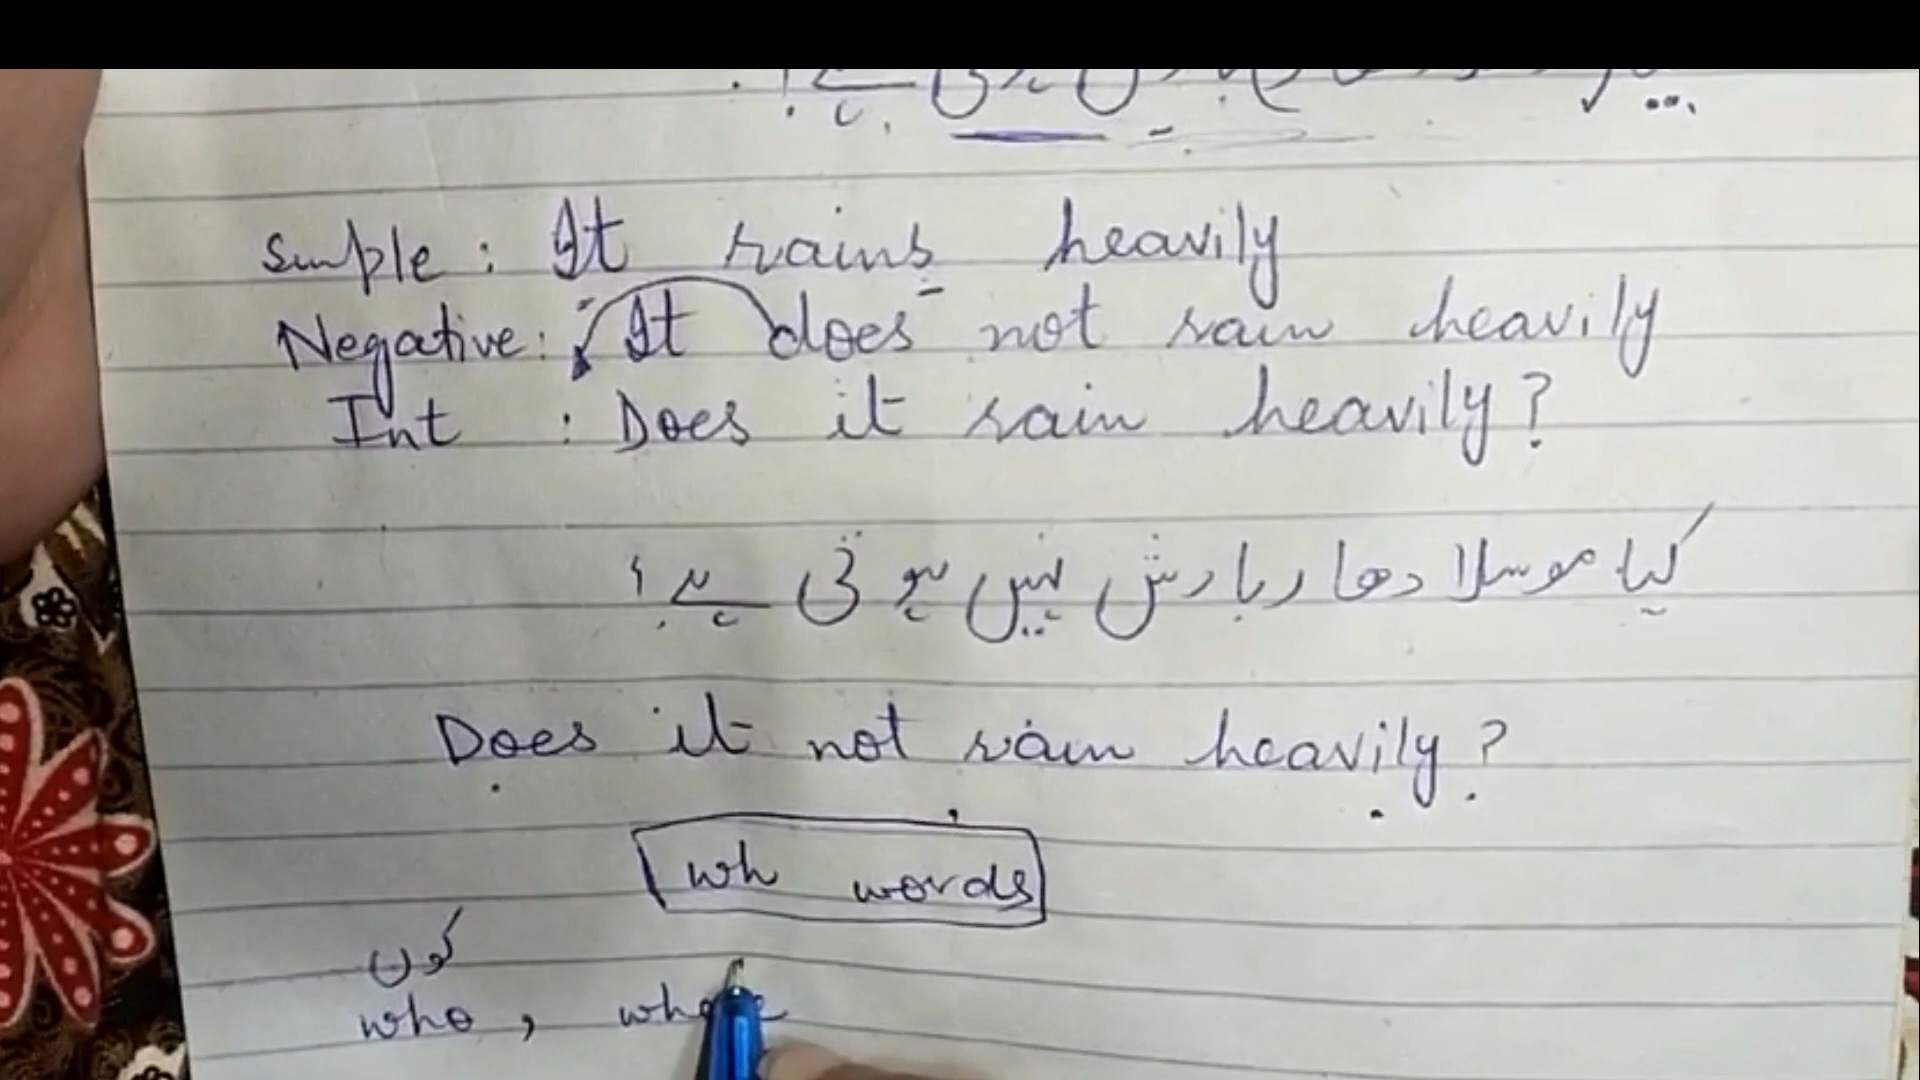 Simple : It rains heavily
Negative : It does not rain heavily
Int : Does it rain heavily?
کیا موسلا دھار بارش نہیں ہوتی ہے؟
Does it not rain heavily?
wh words
کون
who ,